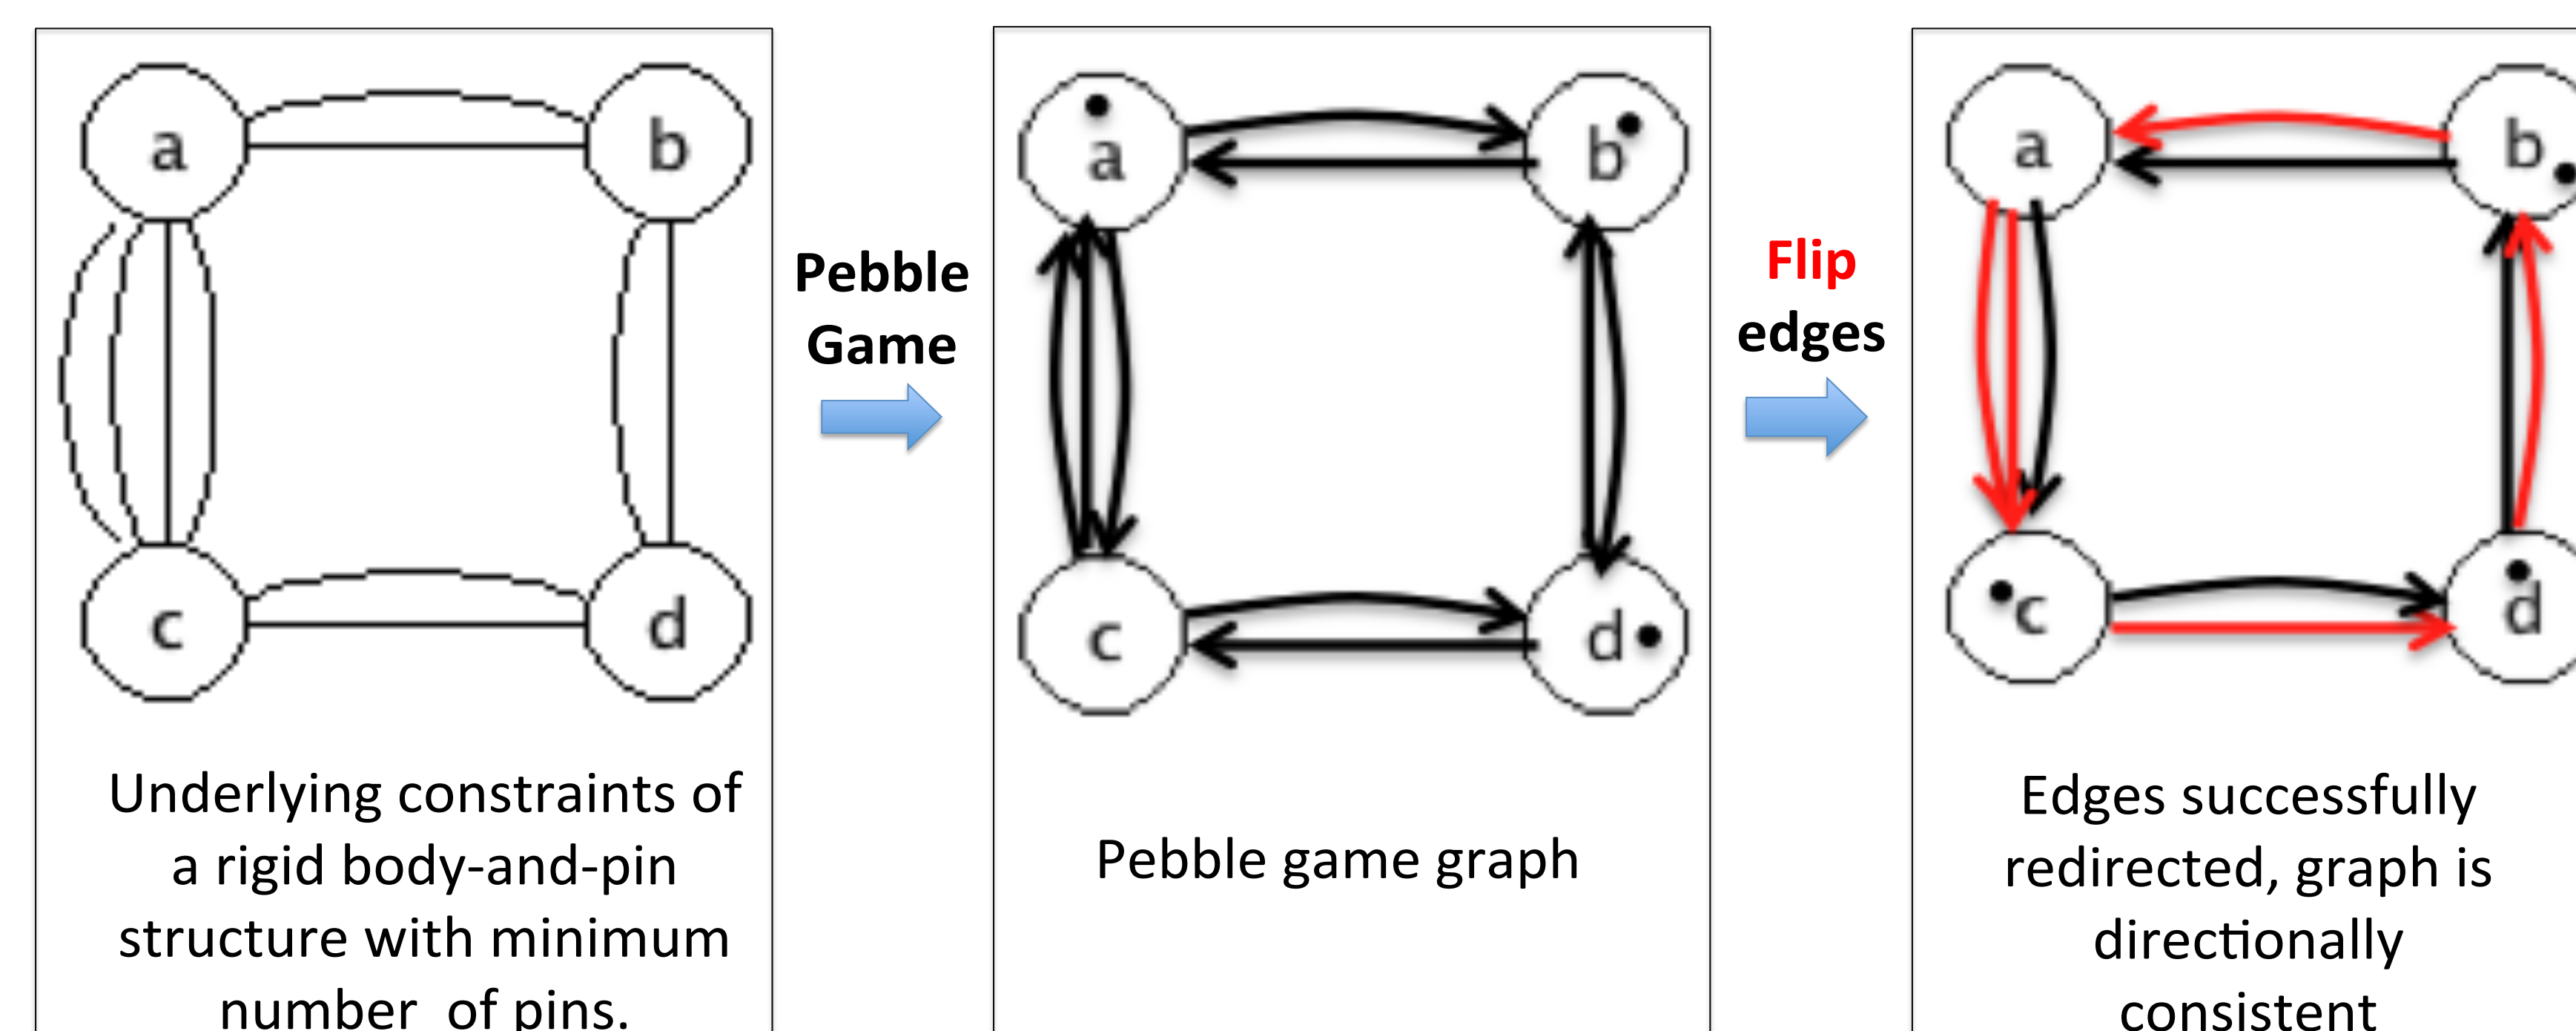 a
b
c
d
Underlying constraints of
a rigid body-and-pin
structure with minimum
number of pins.
Pebble
Game
a
b
c
d
Pebble game graph
Flip
edges
a
b
c
d
Edges successfully
redirected, graph is
directionally
consistent